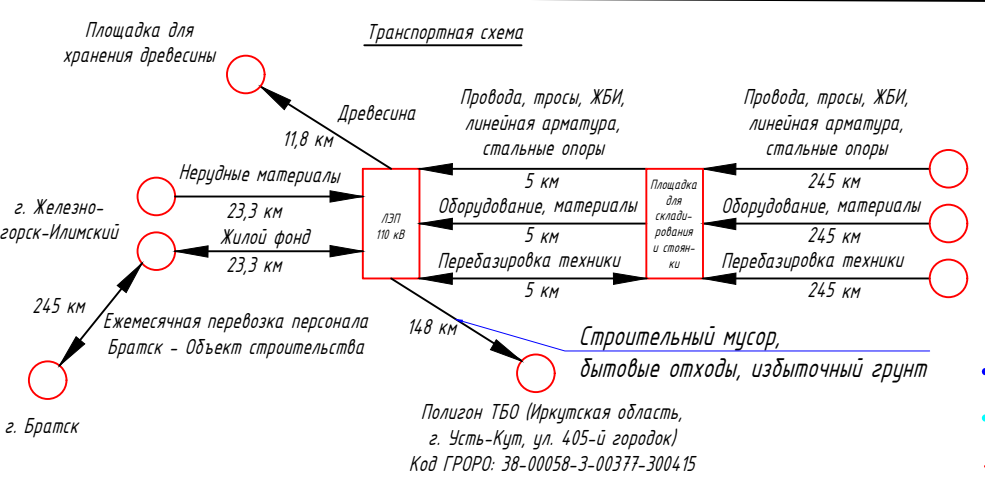 Транспортная схема
Площадка для
хранения древесины
Древесина
11,8 км
Провода, тросы, ЖБИ,
линейная арматура,
стальные опоры
5 км
Провода, тросы, ЖБИ,
линейная арматура,
стальные опоры
245 км
Нерудные материалы
23,3 км
г. Железно-
горск-Илимский
Жилой фонд
23,3 км
ЛЭП
110 кВ
Оборудование, материалы
5 км
Площадка
для
склади-
рования
и стоян-
ки
Оборудование, материалы
245 км
Перебазировка техники
5 км
Перебазировка техники
245 км
245 км
Ежемесячная перевозка персонала
Братск - Объект строительства
г. Братск
148 км
Строительный мусор,
бытовые отходы, избыточный грунт
Полигон ТБО (Иркутская область,
г. Усть-Кут, ул. 405-й городок)
Код ГРОРО: 38-00058-З-00377-300415